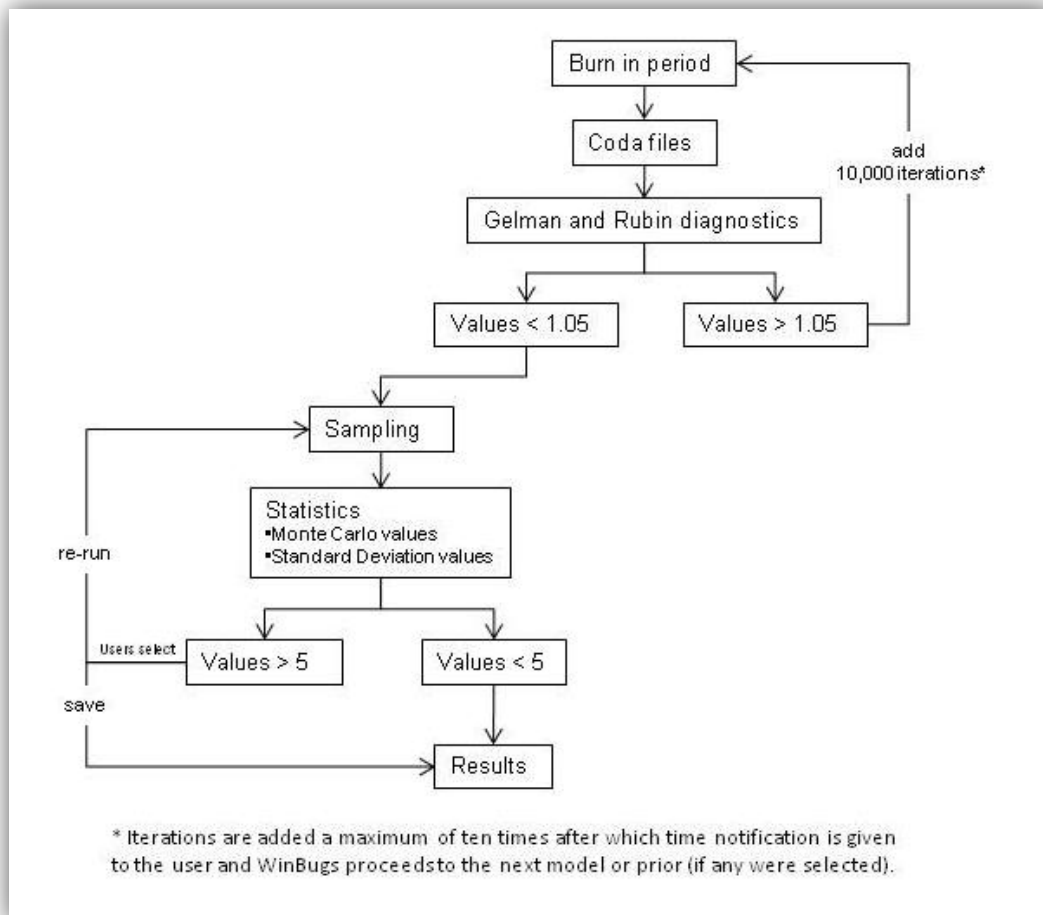 Burn in period
Coda files
add
10,000 iterations*
Gelman and Rubin diagnostics
Values < 1.05
Values > 1.05
Sampling
Statistics
▪Monte Carlo values
▪Standard Deviation values
re-run
Users select
Values > 5
Values < 5
save
Results
* Iterations are added a maximum of ten times after which time notification is given
to the user and WinBugs proceeds to the next model or prior (if any were selected).